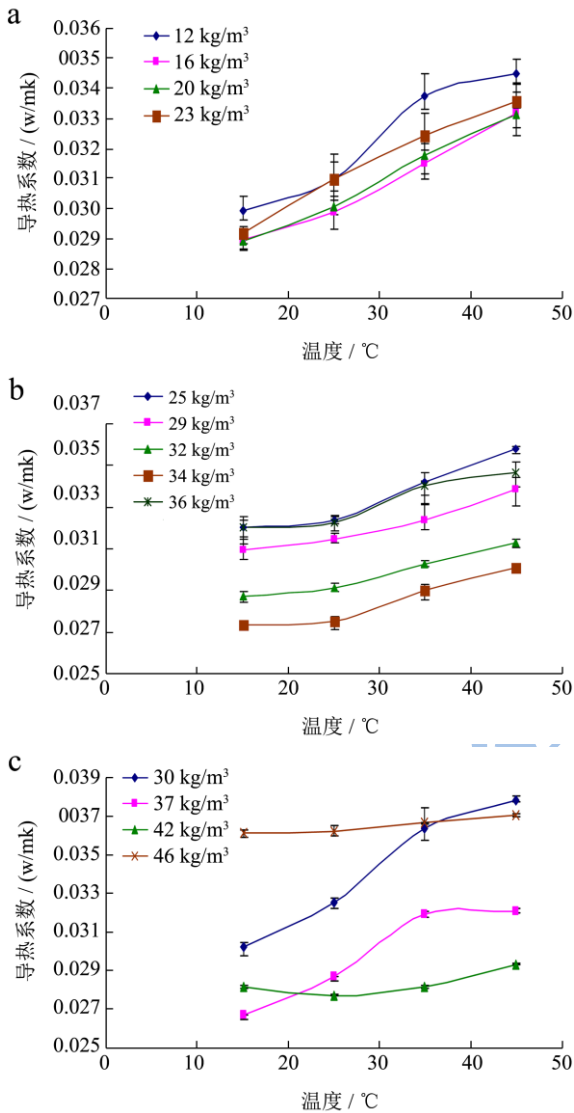 a
0.036
0035
0.034
0.033
0.032
0.031
0.030
0.029
0.027
导热系数 / (w/mk)
12 kg/m³
16 kg/m³
20 kg/m³
23 kg/m³
0 10 20 30 40 50
温度 / ℃
b
0.037
0.035
0.033
0.031
0.029
0.027
0.025
导热系数 / (w/mk)
25 kg/m³
29 kg/m³
32 kg/m³
34 kg/m³
36 kg/m³
0 10 20 30 40 50
温度 / ℃
c
0.039
0037
0.035
0.033
0.031
0.029
0.027
0.025
导热系数 / (w/mk)
30 kg/m³
37 kg/m³
42 kg/m³
46 kg/m³
0 10 20 30 40 50
温度 / ℃